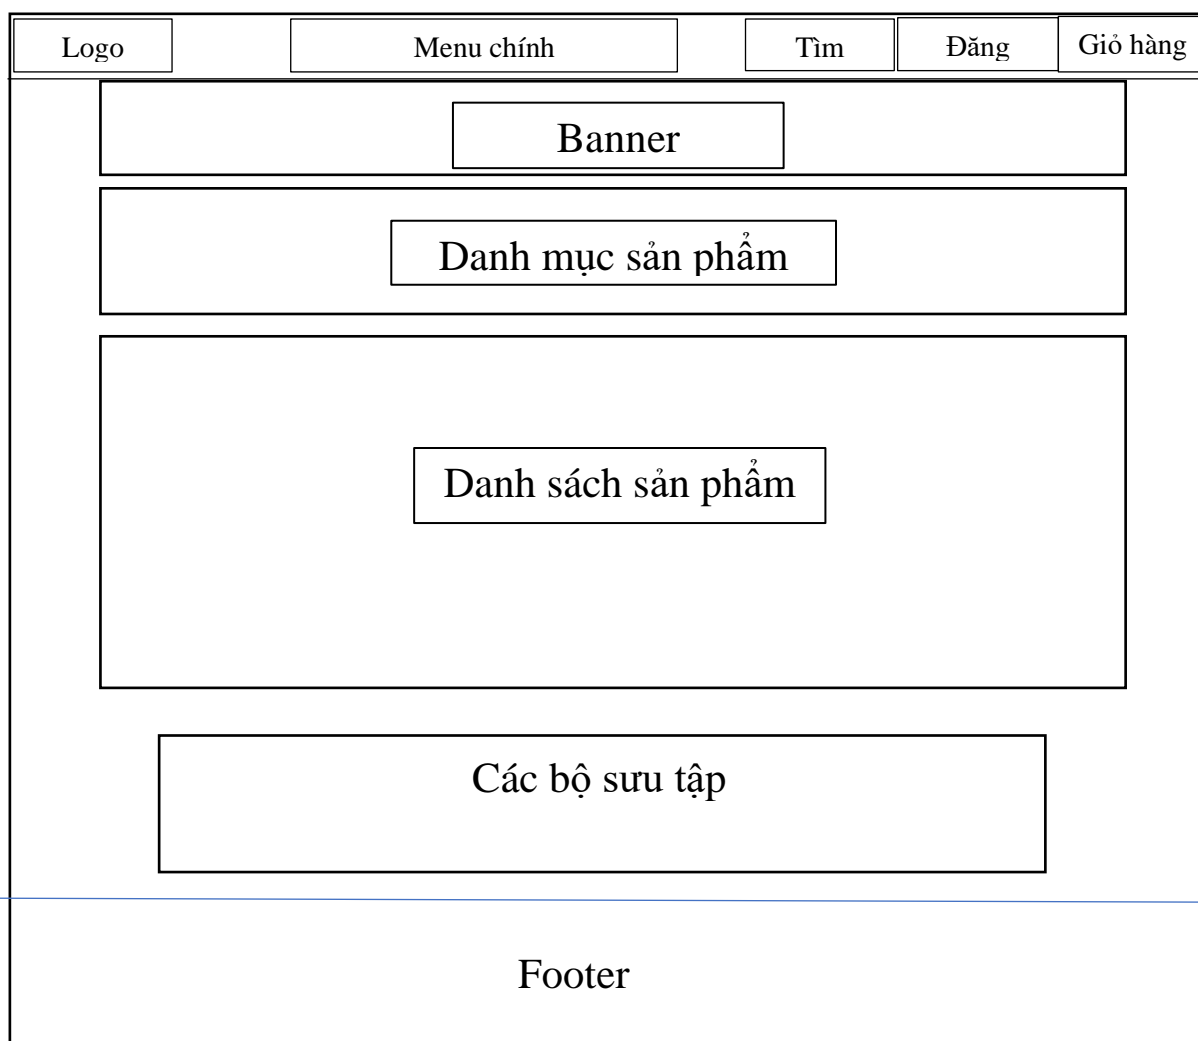 Logo
Menu chính
Tìm
Đăng
Giỏ hàng
Banner
Danh mục sản phẩm
Danh sách sản phẩm
Các bộ sưu tập
Footer